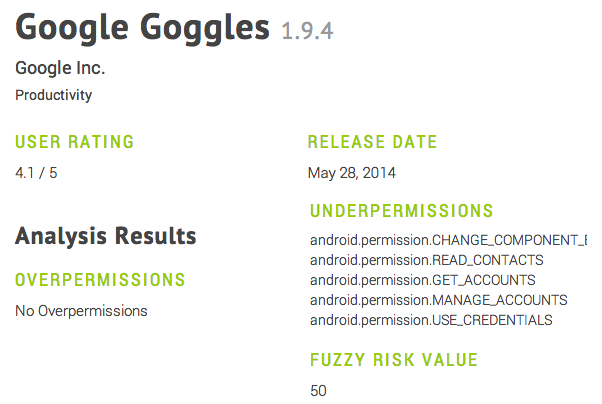 Google Goggles 1.9.4
Google Inc.
Productivity
USER RATING
4.1 / 5
RELEASE DATE
May 28, 2014
Analysis Results
OVERPERMISSIONS
No Overpermissions
UNDERPERMISSIONS
android.permission.CHANGE_COMPONENT_E
android.permission.READ_CONTACTS
android.permission.GET_ACCOUNTS
android.permission.MANAGE_ACCOUNTS
android.permission.USE_CREDENTIALS
FUZZY RISK VALUE
50